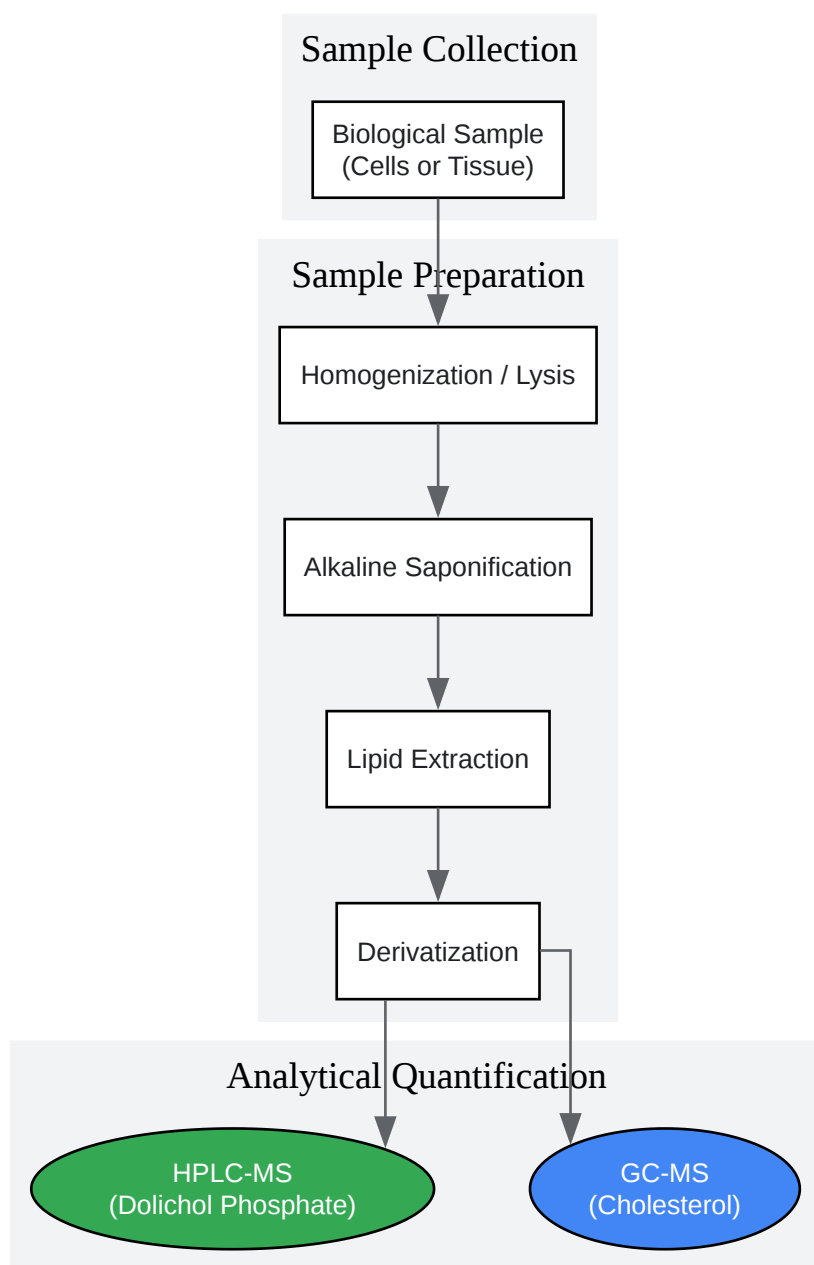 Sample Collection
Biological Sample
(Cells or Tissue)
Sample Preparation
Homogenization / Lysis
Alkaline Saponification
Lipid Extraction
Derivatization
Analytical Quantification
HPLC-MS
(Dolichol Phosphate)
GC-MS
(Cholesterol)